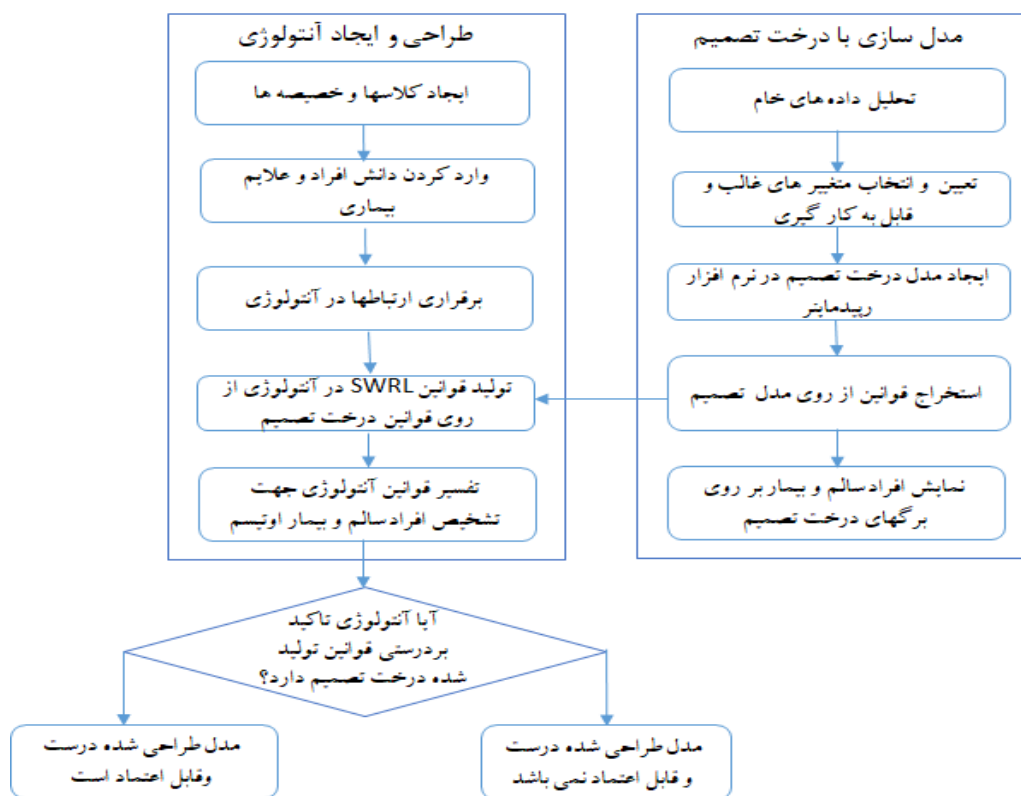 مدل سازی با درخت تصمیم
تحلیل داده های خام
تعیین و انتخاب متغییر های غالب و
قابل به کار گیری
ایجاد مدل درخت تصمیم در نرم افزار
رپیدماینر
استخراج قوانین از روی مدل تصمیم
نمایش افراد سالم و بیمار بر روی
برگهای درخت تصمیم
طراحی و ایجاد آنتولوژی
ایجاد کلاسها و خصیصه ها
وارد کردن دانش افراد و علایم
بیماری
برقراری ارتباطها در آنتولوژی
تولید قوانین SWRL در آنتولوژی از
روی قوانین درخت تصمیم
تفسیر قوانین آنتولوژی جهت
تشخیص افراد سالم و بیمار اوتیسم
آیا آنتولوژی تاکید
بردرستی قوانین تولید
شده درخت تصمیم دارد؟
مدل طراحی شده درست
و قابل اعتماد نمی باشد
مدل طراحی شده درست
وقابل اعتماد است